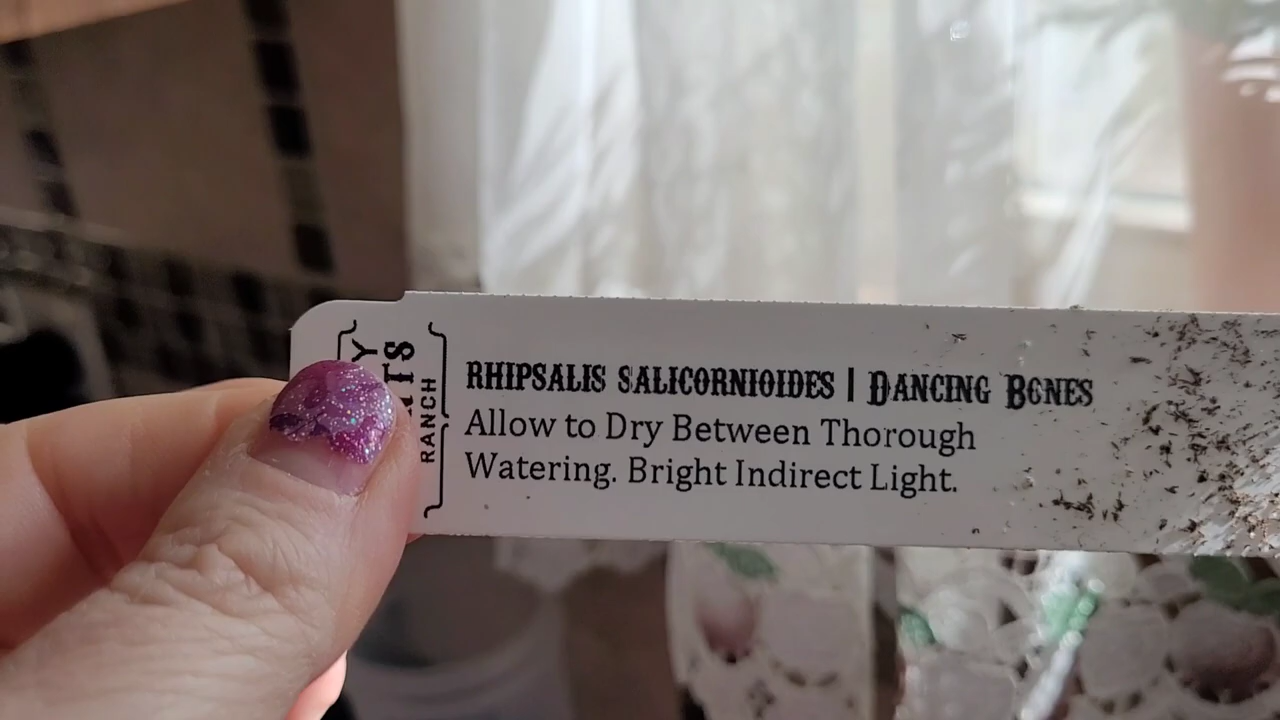 RANCH
RHIPSALIS SALICORNIOIDES | DANCING BONES
Allow to Dry Between Thorough
Watering. Bright Indirect Light.